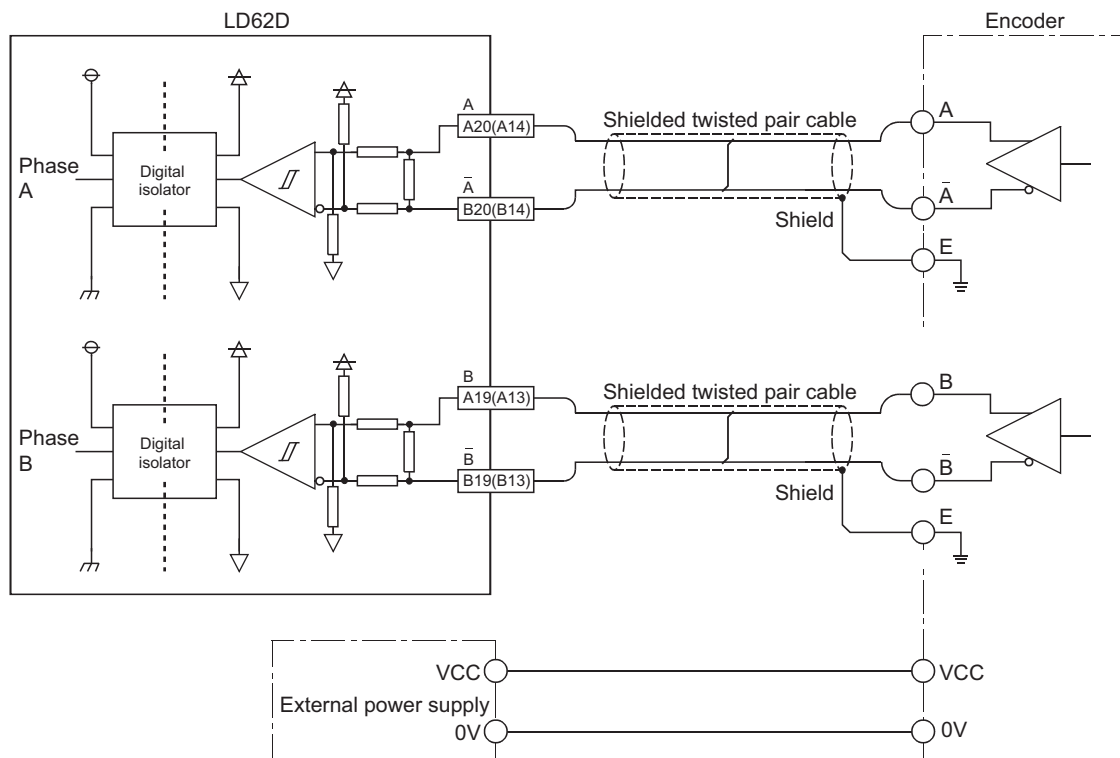 LD62D
Encoder
Phase
A
Digital
isolator
A
A20(A14)
Ā
B20(B14)
Shielded twisted pair cable
Shield
A
Ā
E
Phase
B
Digital
isolator
B
A19(A13)
B̄
B19(B13)
Shielded twisted pair cable
Shield
B
B̄
E
External power supply
VCC
0V
VCC
0V